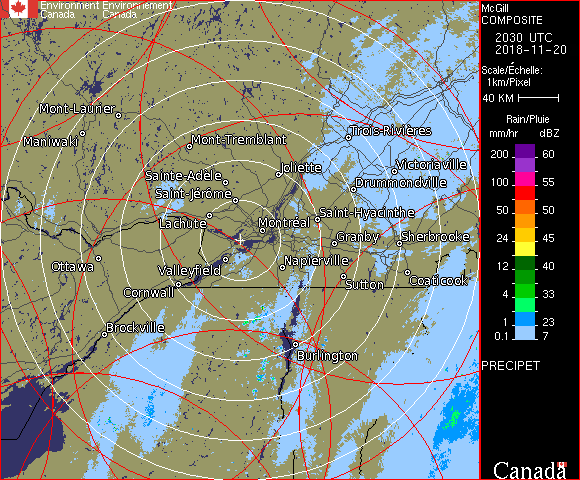 Environment Environnement
Canada Canada
McGill
COMPOSITE
2030 UTC
2018-11-20
Scale/Échelle:
1km/Pixel
40 KM
Rain/Pluie
mm/hr dBZ
200 60
100 55
50 50
24 45
12 40
4 33
1 23
0.1 7
PRECIPET
Canada
Mont-Laurier
Maniwaki
Mont-Tremblant
Trois-Rivières
Joliette
Victoriaville
Sainte-Adèle
Drummondville
Saint-Jérôme
Saint-Hyacinthe
Lachute
Montréal
Granby
Sherbrooke
Ottawa
Valleyfield
Napierville
Cornwall
Sutton
Coaticook
Brockville
Burlington